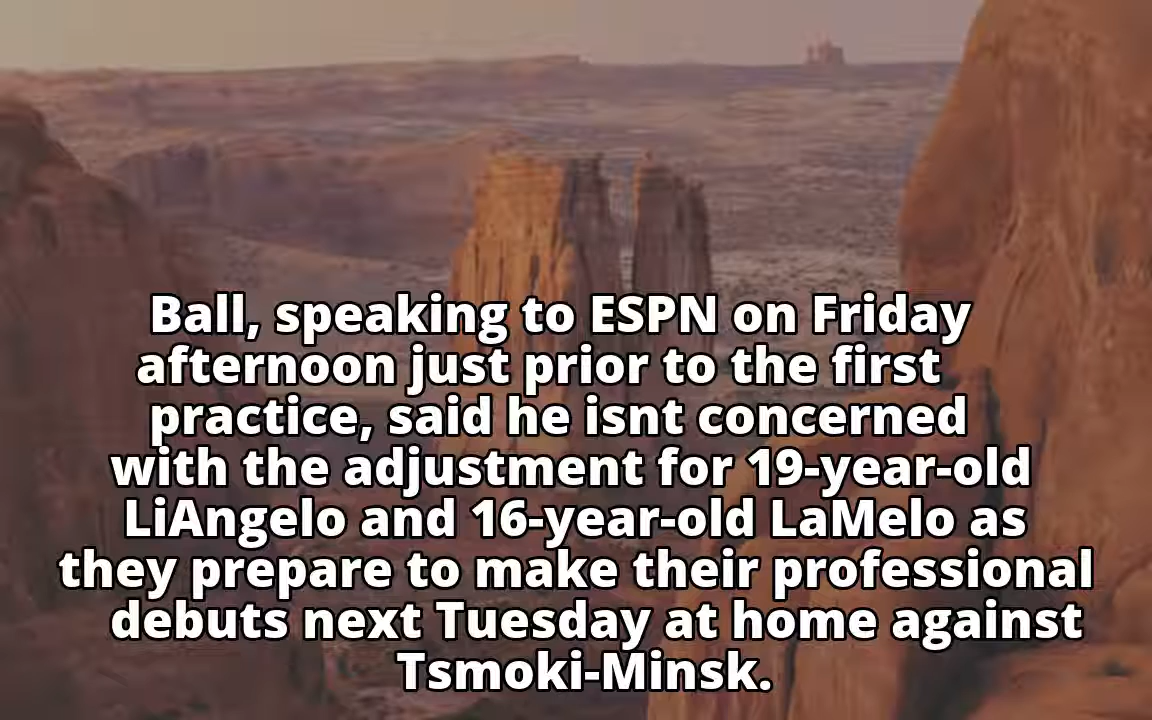 Ball, speaking to ESPN on Friday
afternoon just prior to the first
practice, said he isnt concerned
with the adjustment for 19-year-old
LiAngelo and 16-year-old LaMelo as
they prepare to make their professional
debuts next Tuesday at home against
Tsmoki-Minsk.